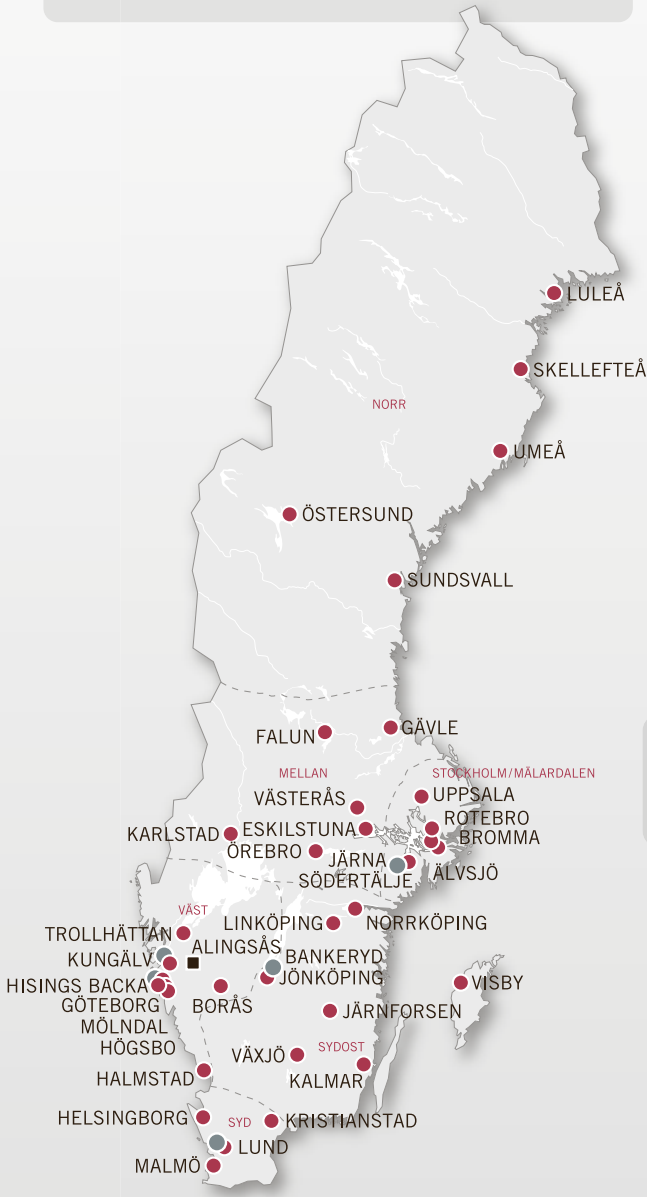 LULEÅ
SKELLEFTEÅ
NORR
UMEÅ
ÖSTERSUND
SUNDSVALL
GÄVLE
FALUN
MELLAN
STOCKHOLM/MÄLARDALEN
UPPSALA
VÄSTERÅS
ROTEBRO
KARLSTAD
ESKILSTUNA
BROMMA
ÖREBRO
JÄRNA
ÄLVSJÖ
SÖDERTÄLJE
VÄST
LINKÖPING
NORRKÖPING
TROLLHÄTTAN
ALINGSÅS
KUNGÄLV
BANKERYD
JÖNKÖPING
VISBY
HISINGS BACKA
GÖTEBORG
BORÅS
JÄRNFORSEN
MÖLNDAL
HÖGSBO
SYDOST
VÄXJÖ
HALMSTAD
KALMAR
HELSINGBORG
SYD
KRISTIANSTAD
LUND
MALMÖ